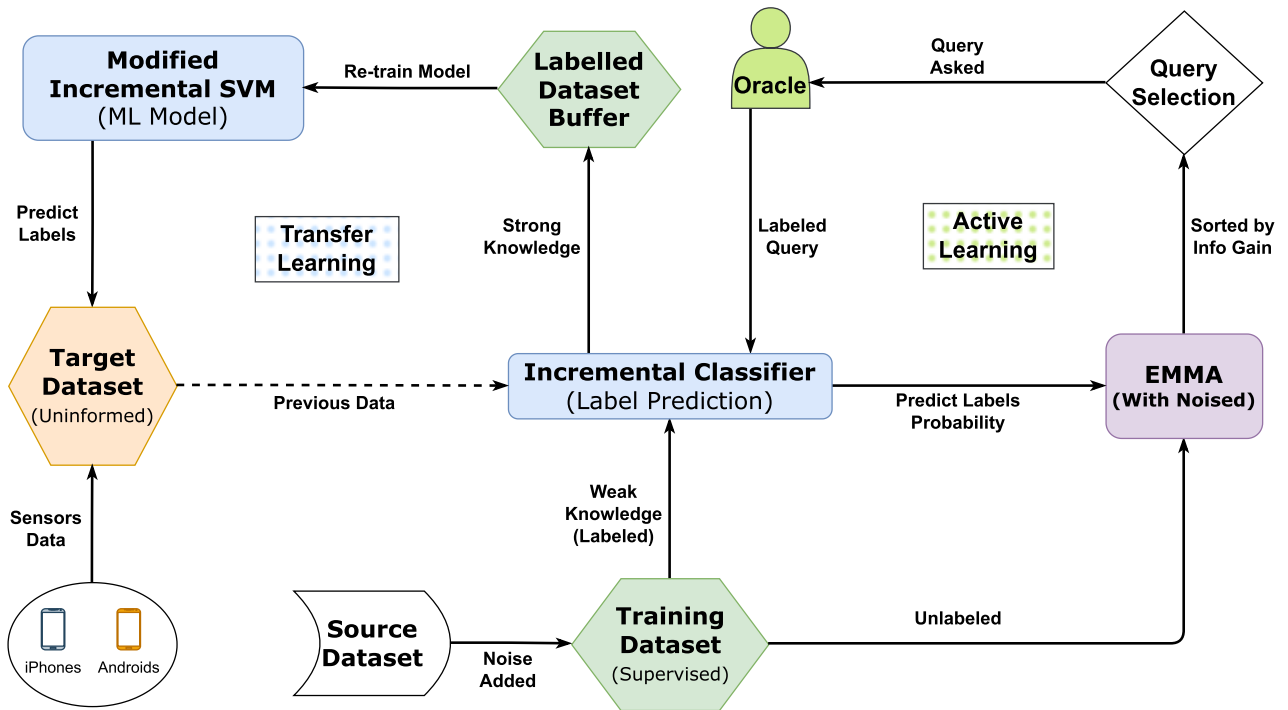 Modified
Incremental SVM
(ML Model)
Re-train Model
Labelled
Dataset
Buffer
Oracle
Query
Asked
Query
Selection
Predict
Labels
Transfer
Learning
Strong
Knowledge
Labeled
Query
Active
Learning
Sorted by
Info Gain
Target
Dataset
(Uninformed)
Previous Data
Incremental Classifier
(Label Prediction)
Predict Labels
Probability
EMMA
(With Noised)
Sensors
Data
Weak
Knowledge
(Labeled)
iPhones
Androids
Source
Dataset
Noise
Added
Training
Dataset
(Supervised)
Unlabeled